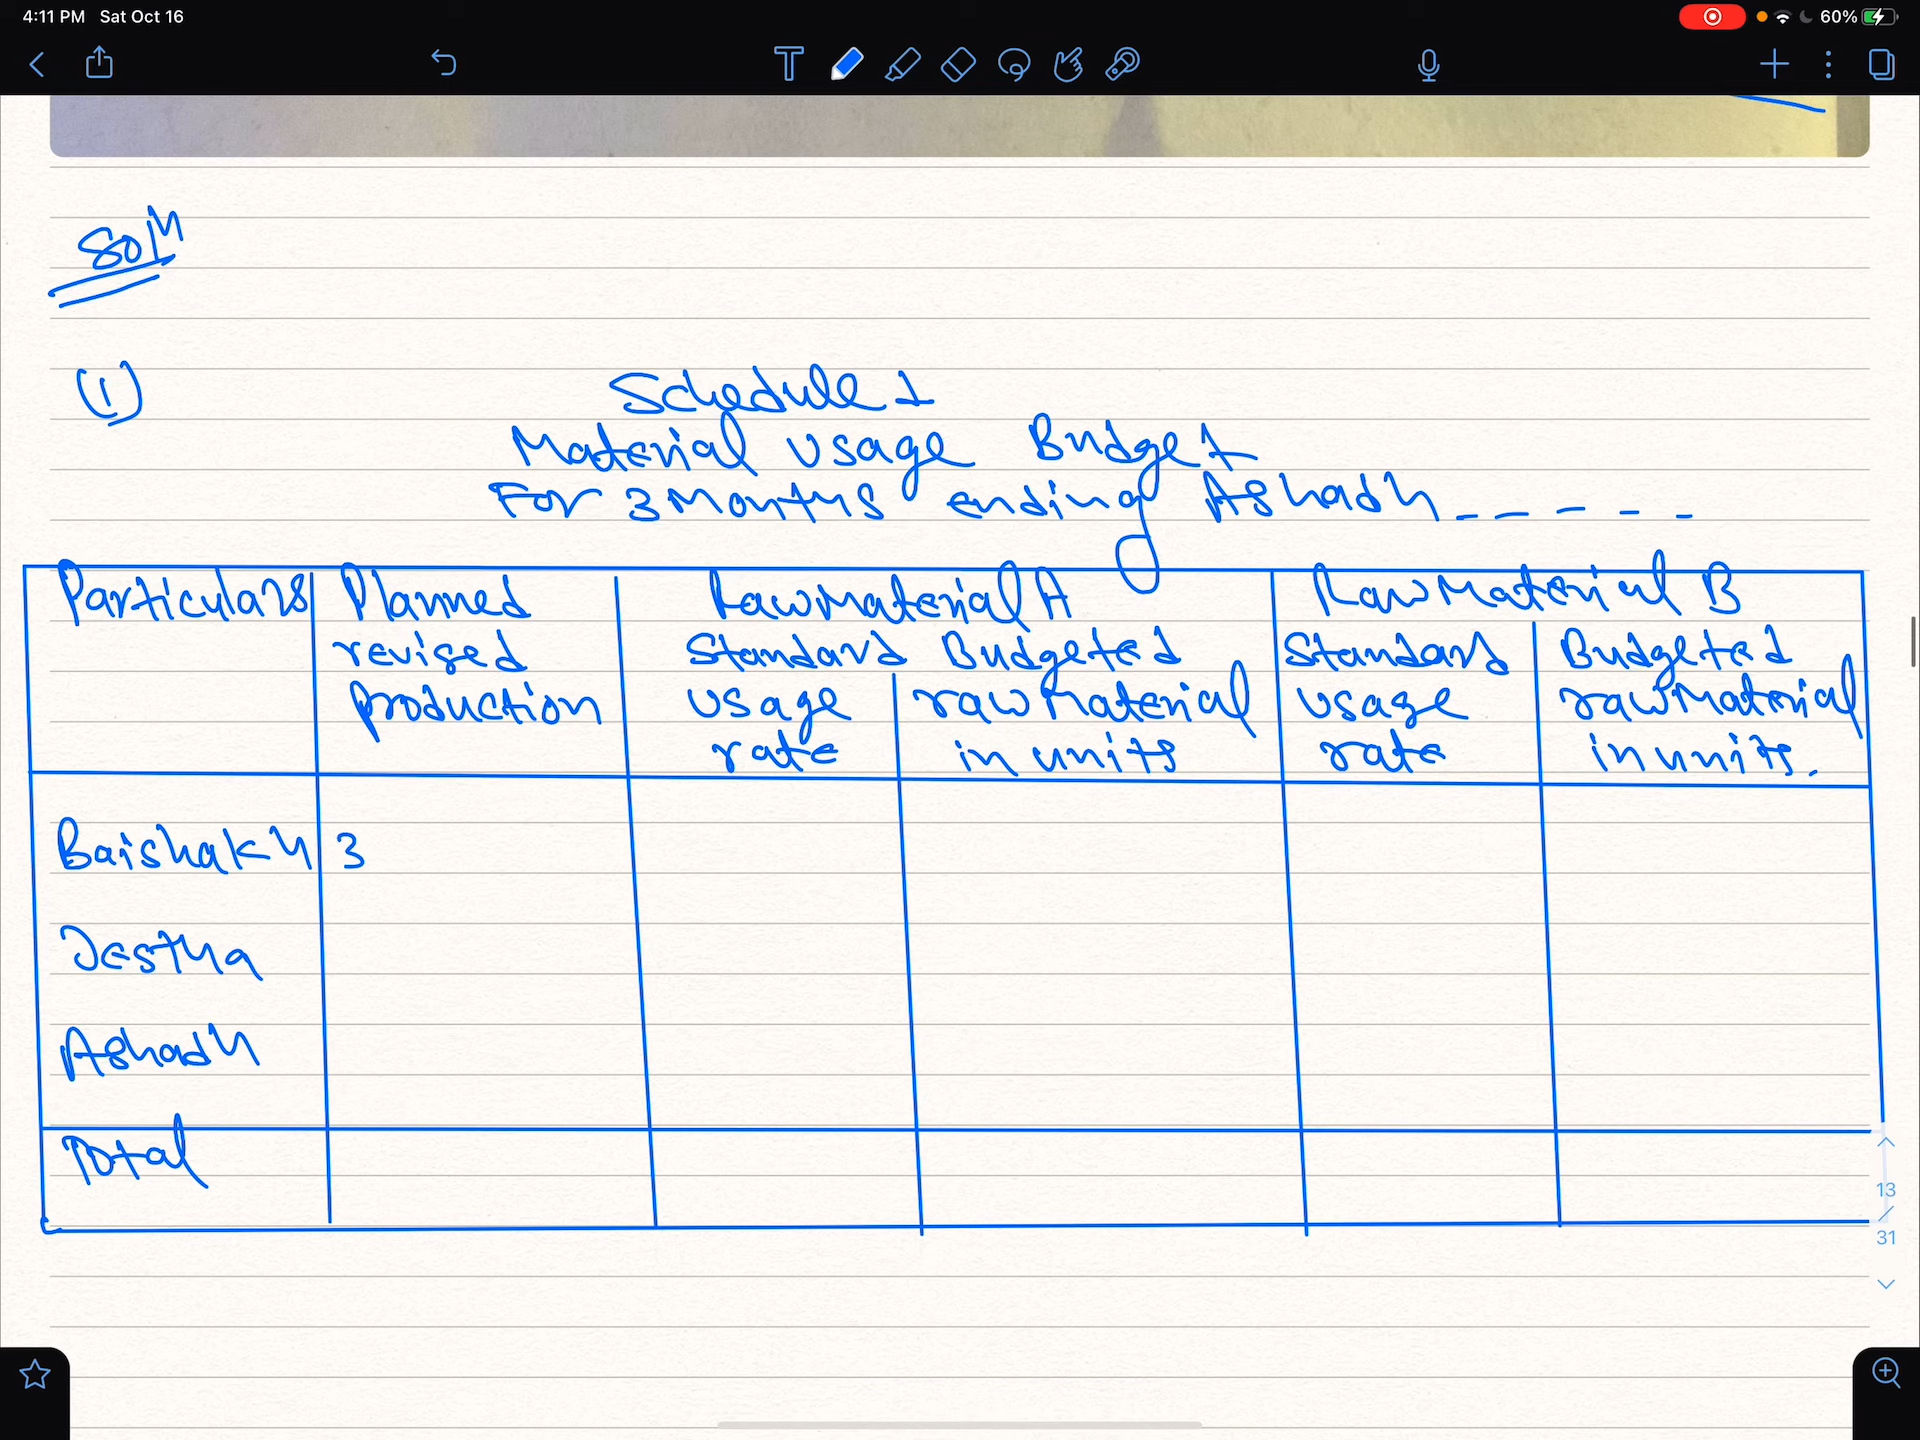 4:11 PM Sat Oct 16
60%
Soln
(1)
Schedule 1
Material Usage Budget
For 3 Months ending Ashadh _ _ _ _ _ _
Particulars Planned Raw Material A Raw Material B
revised Standard Budgeted Standard Budgeted
production usage raw Material usage raw Material
rate in units rate in units.
Baishakh 3
Jestha
Ashadh
Total
13
/
31